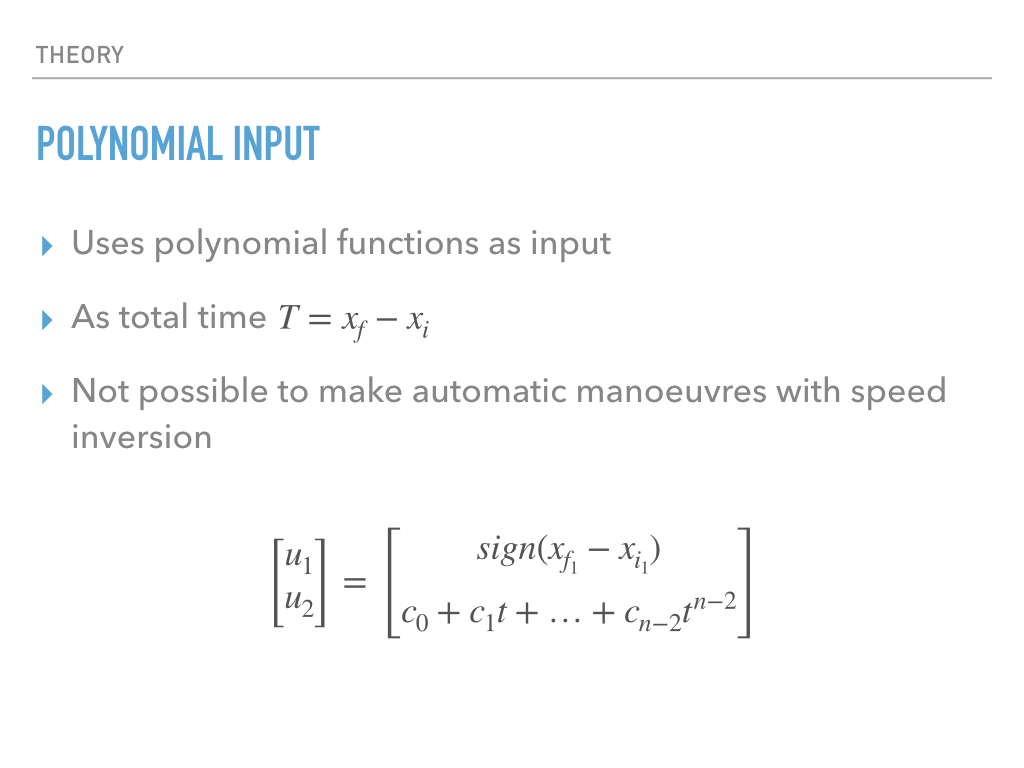 THEORY
POLYNOMIAL INPUT
▸ Uses polynomial functions as input
▸ As total time $T = x_f - x_i$
▸ Not possible to make automatic manoeuvres with speed
inversion
$\begin{bmatrix} u_1 \\ u_2 \end{bmatrix} = \begin{bmatrix} sign(x_{f_1} - x_{i_1}) \\ c_0 + c_1 t + \ldots + c_{n-2} t^{n-2} \end{bmatrix}$